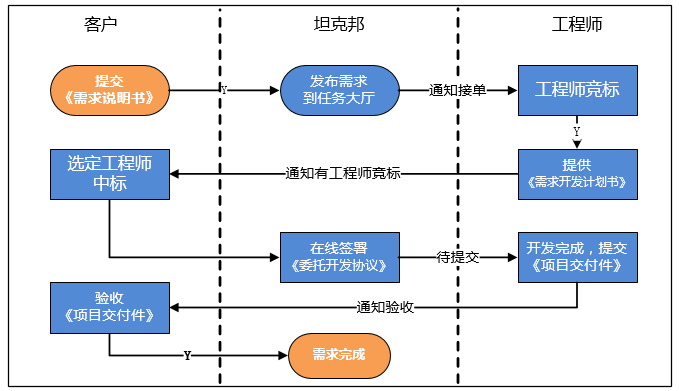 客户
坦克邦
工程师
提交
《需求说明书》
Y
发布需求
到任务大厅
通知接单
工程师竞标
Y
选定工程师
中标
通知有工程师竞标
提供
《需求开发计划书》
在线签署
《委托开发协议》
待提交
开发完成，提交
《项目交付件》
验收
《项目交付件》
通知验收
Y
需求完成